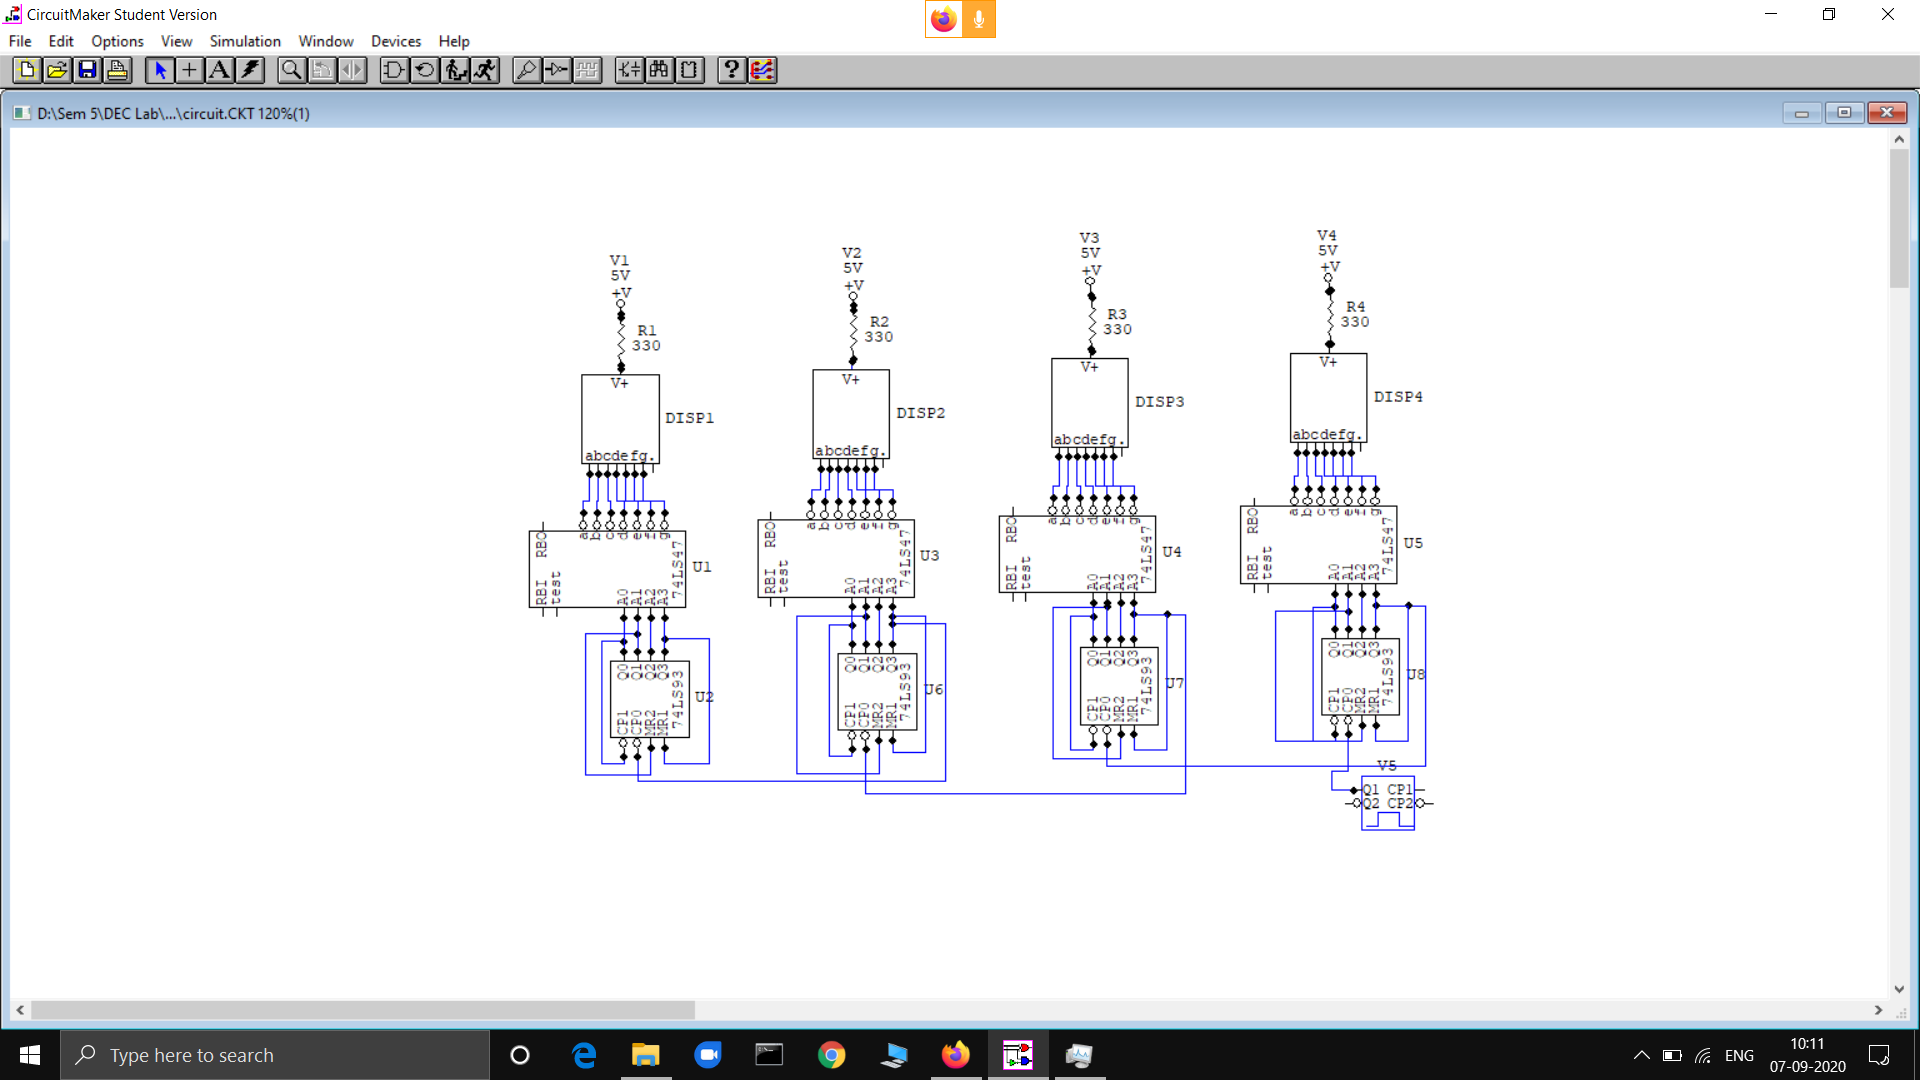 CircuitMaker Student Version
File Edit Options View Simulation Window Devices Help
D:\Sem 5\DEC Lab\...\circuit.CKT 120%(1)
V1
5V
+V
R1
330
V+
DISP1
abcdefg.
a b c d e f g
RBO
74LS47
U1
RBI
test
A0 A1 A2 A3
Q0 Q1 Q2 Q3
74LS93
U2
CP1 CP0 MR2 MR1
V2
5V
+V
R2
330
V+
DISP2
abcdefg.
a b c d e f g
RBO
74LS47
U3
RBI
test
A0 A1 A2 A3
Q0 Q1 Q2 Q3
74LS93
U6
CP1 CP0 MR2 MR1
V3
5V
+V
R3
330
V+
DISP3
abcdefg.
a b c d e f g
RBO
74LS47
U4
RBI
test
A0 A1 A2 A3
Q0 Q1 Q2 Q3
74LS93
U7
CP1 CP0 MR2 MR1
V4
5V
+V
R4
330
V+
DISP4
abcdefg.
a b c d e f g
RBO
74LS47
U5
RBI
test
A0 A1 A2 A3
Q0 Q1 Q2 Q3
74LS93
U8
CP1 CP0 MR2 MR1
V5
Q1 CP1
Q2 CP2
Type here to search
ENG
10:11
07-09-2020